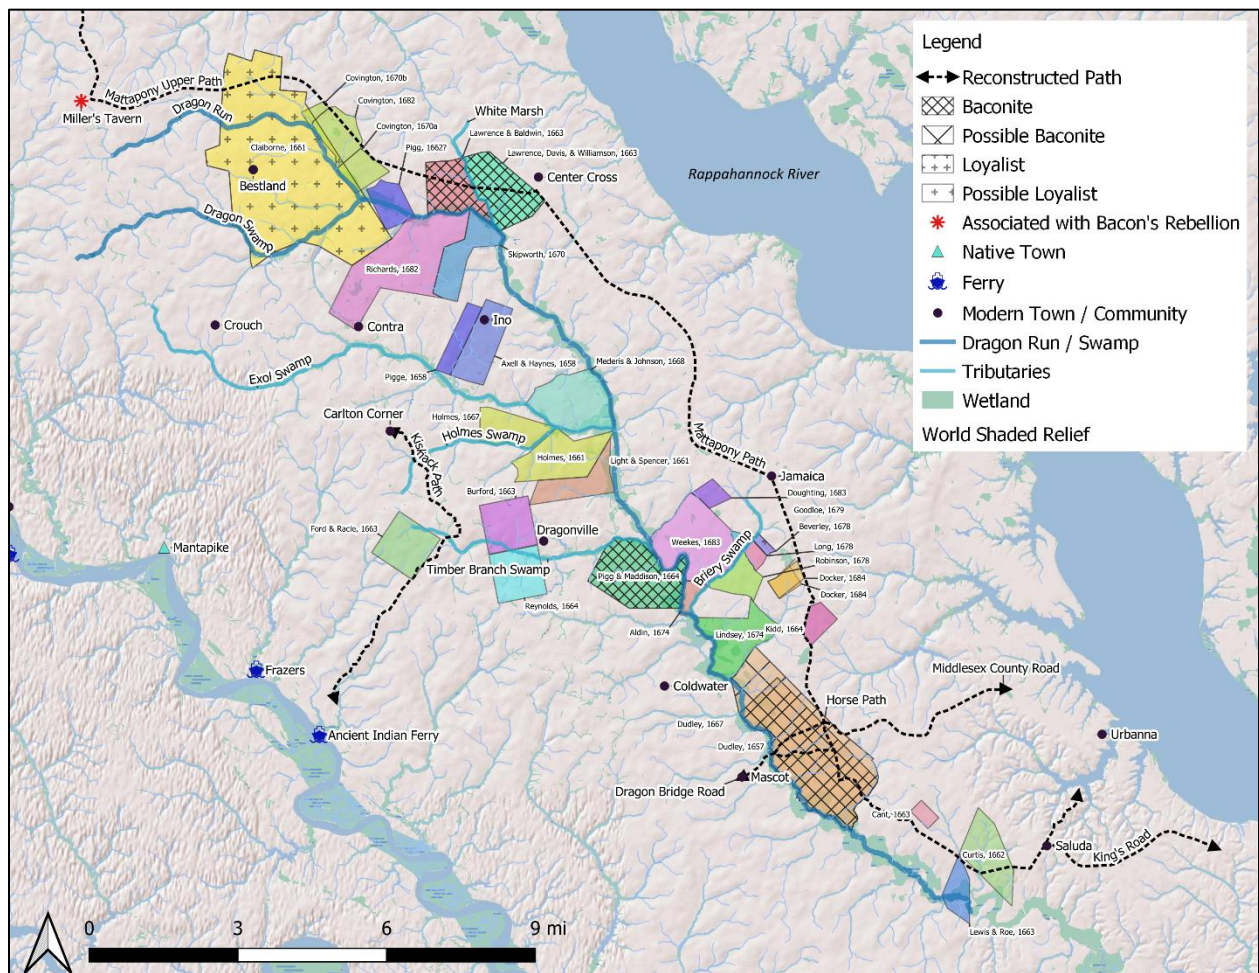 Legend
Reconstructed Path
Baconite
Possible Baconite
Loyalist
Possible Loyalist
Associated with Bacon's Rebellion
Native Town
Ferry
Modern Town / Community
Dragon Run / Swamp
Tributaries
Wetland
World Shaded Relief
Mattapony Upper Path
Miller's Tavern
Dragon Run
Covington, 1670b
Covington, 1682
Covington, 1670a
Claiborne, 1661
Pigg, 1662?
White Marsh
Lawrence & Baldwin, 1663
Lawrence, Davis, & Williamson, 1663
Center Cross
Rappahannock River
Bestland
Dragon Swamp
Richards, 1682
Skipworth, 1670
Crouch
Contra
Ino
Axell & Haynes, 1658
Mederis & Johnson, 1668
Exol Swamp
Pigge, 1658
Carlton Corner
Kismack Path
Holmes, 1667
Holmes Swamp
Holmes, 1661
Light & Spencer, 1661
Mattapony Path
Jamaica
Burford, 1663
Doughting, 1683
Goodloe, 1679
Beverley, 1678
Ford & Racle, 1663
Dragonville
Weekes, 1683
Long, 1678
Mantapike
Briery Swamp
Robinson, 1678
Timber Branch Swamp
Pigg & Maddison, 1664
Docker, 1684
Docker, 1684
Reynolds, 1664
Aldin, 1674
Lindsey, 1674
Kidd, 1664
Frazers
Coldwater
Middlesex County Road
Horse Path
Dudley, 1667
Ancient Indian Ferry
Urbanna
Dudley, 1657
Mascot
Dragon Bridge Road
Cant, 1663
Saluda
King's Road
Curtis, 1662
Lewis & Roe, 1663
0 3 6 9 mi